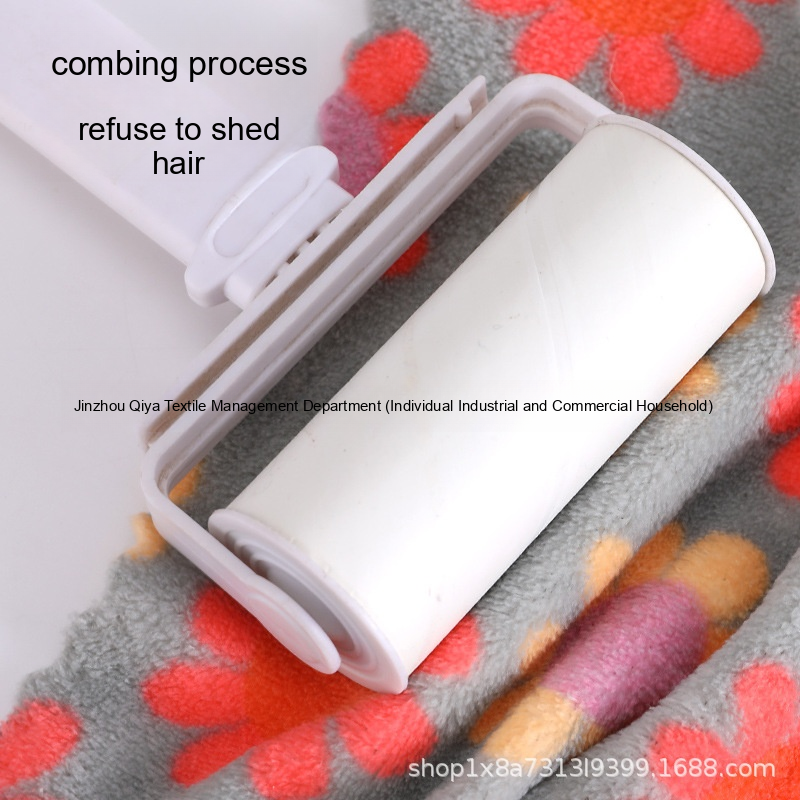 combing process
refuse to shed
hair
Jinzhou Qiya Textile Management Department (Individual Industrial and Commercial Household)
shop1x8a7313l9399.1688.com